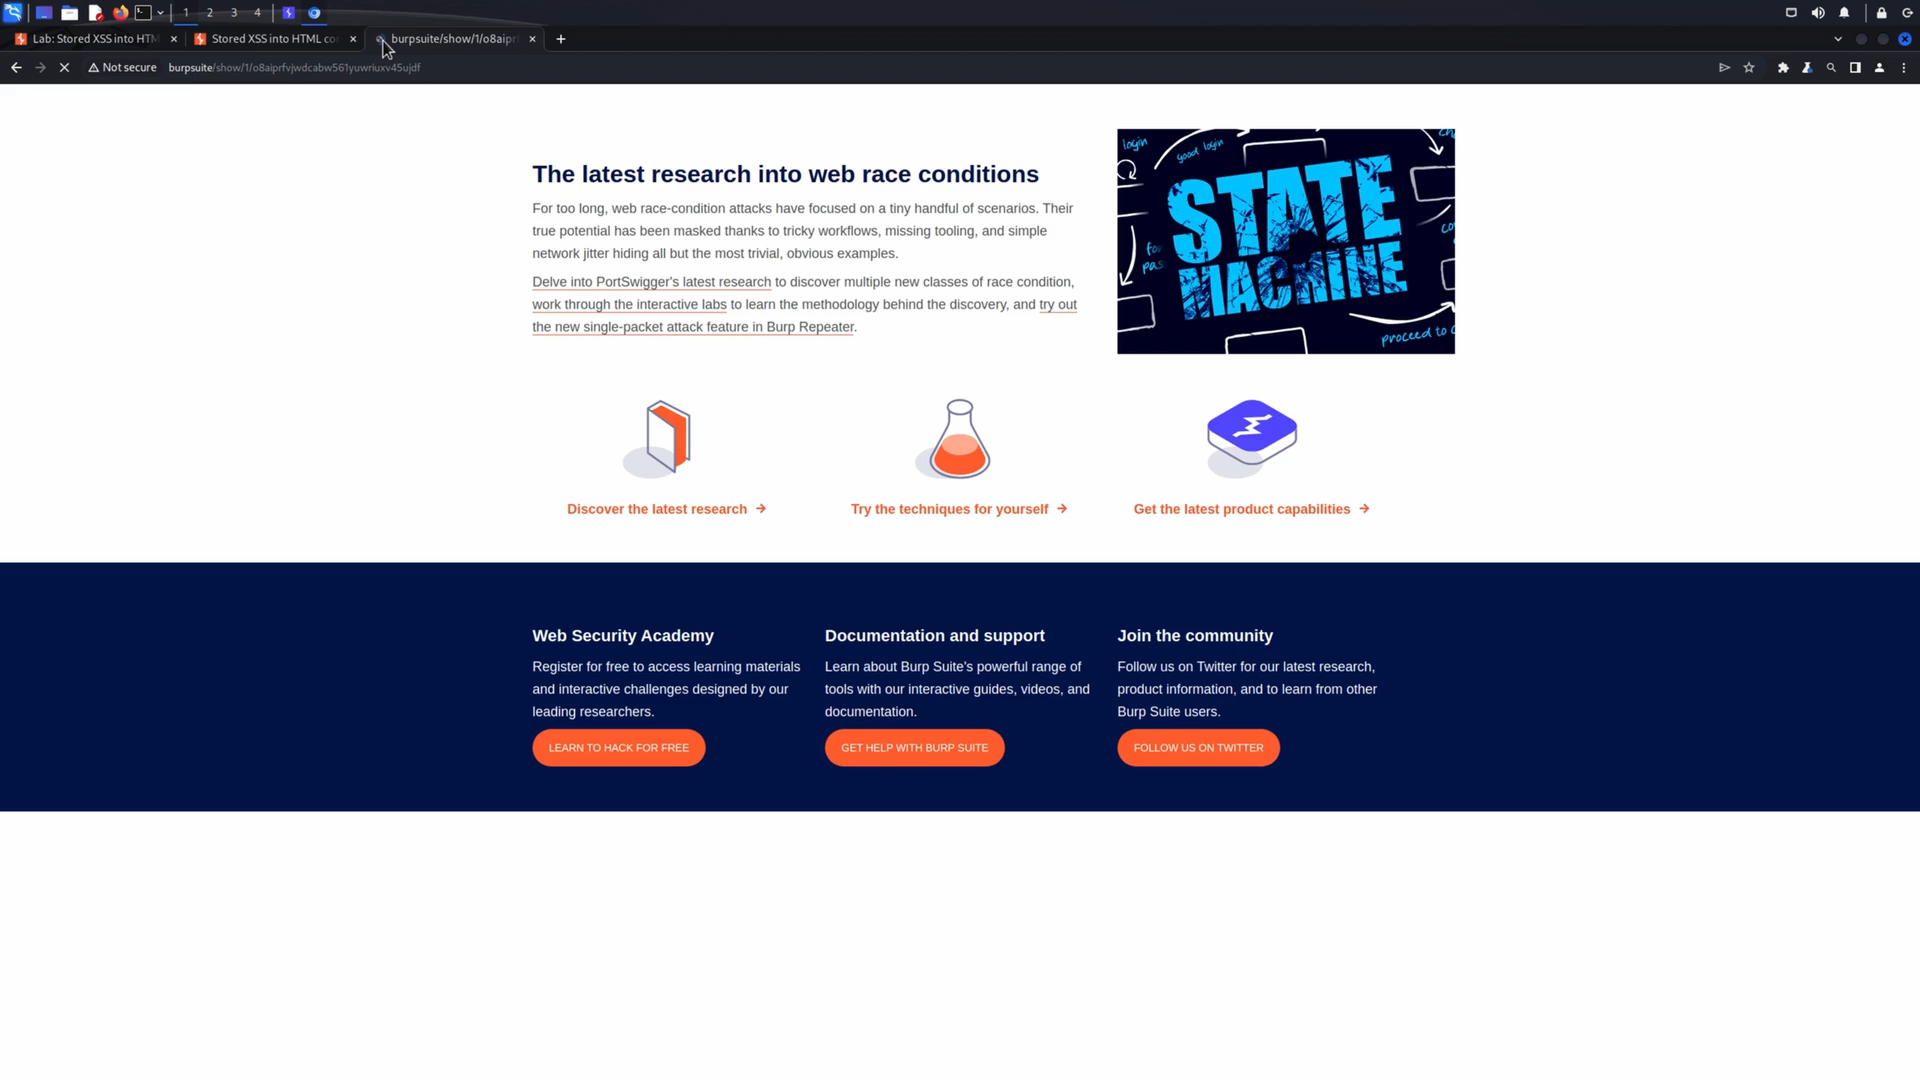 1 2 3 4
Lab: Stored XSS into HTM
Stored XSS into HTML co
burpsuite/show/1/o8aipr
Not secure
burpsuite/show/1/o8aiprfvjwdcabw561yuwriuxv45ujdf
The latest research into web race conditions
For too long, web race-condition attacks have focused on a tiny handful of scenarios. Their
true potential has been masked thanks to tricky workflows, missing tooling, and simple
network jitter hiding all but the most trivial, obvious examples.
Delve into PortSwigger's latest research to discover multiple new classes of race condition,
work through the interactive labs to learn the methodology behind the discovery, and try out
the new single-packet attack feature in Burp Repeater.
login
good login
STATE
MACHINE
pas
proceed to
Discover the latest research
Try the techniques for yourself
Get the latest product capabilities
Web Security Academy
Register for free to access learning materials
and interactive challenges designed by our
leading researchers.
LEARN TO HACK FOR FREE
Documentation and support
Learn about Burp Suite's powerful range of
tools with our interactive guides, videos, and
documentation.
GET HELP WITH BURP SUITE
Join the community
Follow us on Twitter for our latest research,
product information, and to learn from other
Burp Suite users.
FOLLOW US ON TWITTER